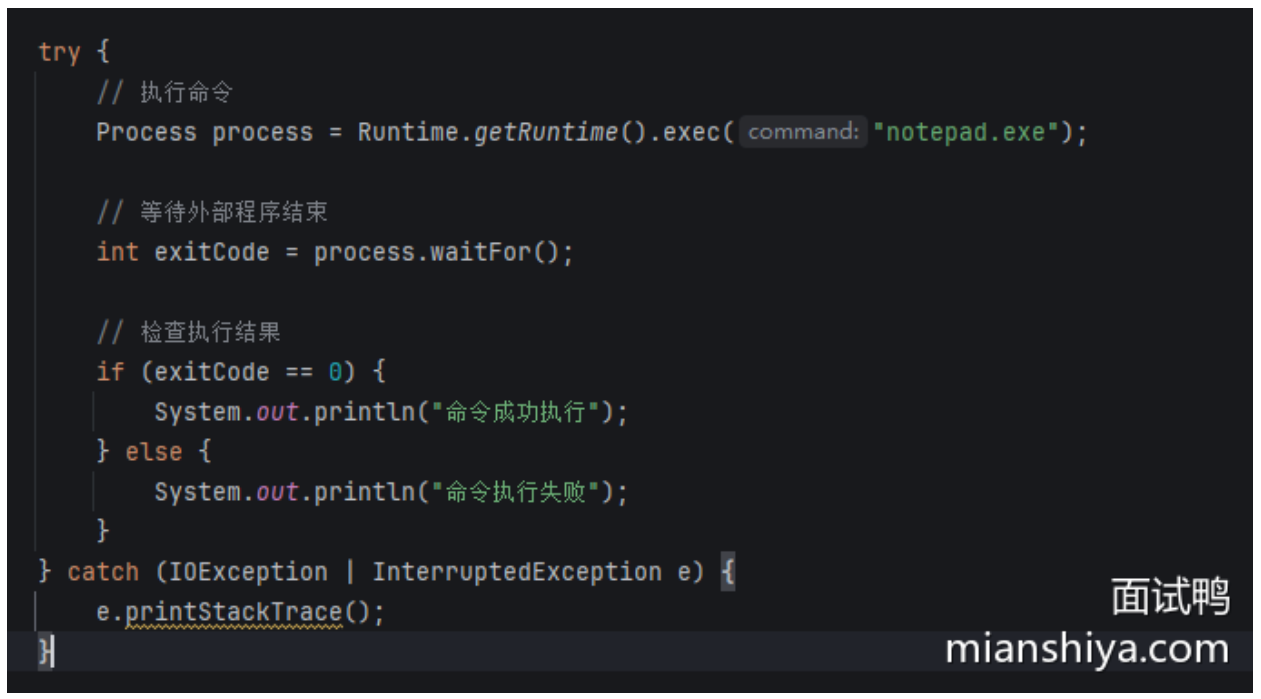 try {
    // 执行命令
    Process process = Runtime.getRuntime().exec( command: "notepad.exe");
    // 等待外部程序结束
    int exitCode = process.waitFor();
    // 检查执行结果
    if (exitCode == 0) {
        System.out.println("命令成功执行");
    } else {
        System.out.println("命令执行失败");
    }
} catch (IOException | InterruptedException e) {
    e.printStackTrace();
}
面试鸭
mianshiya.com